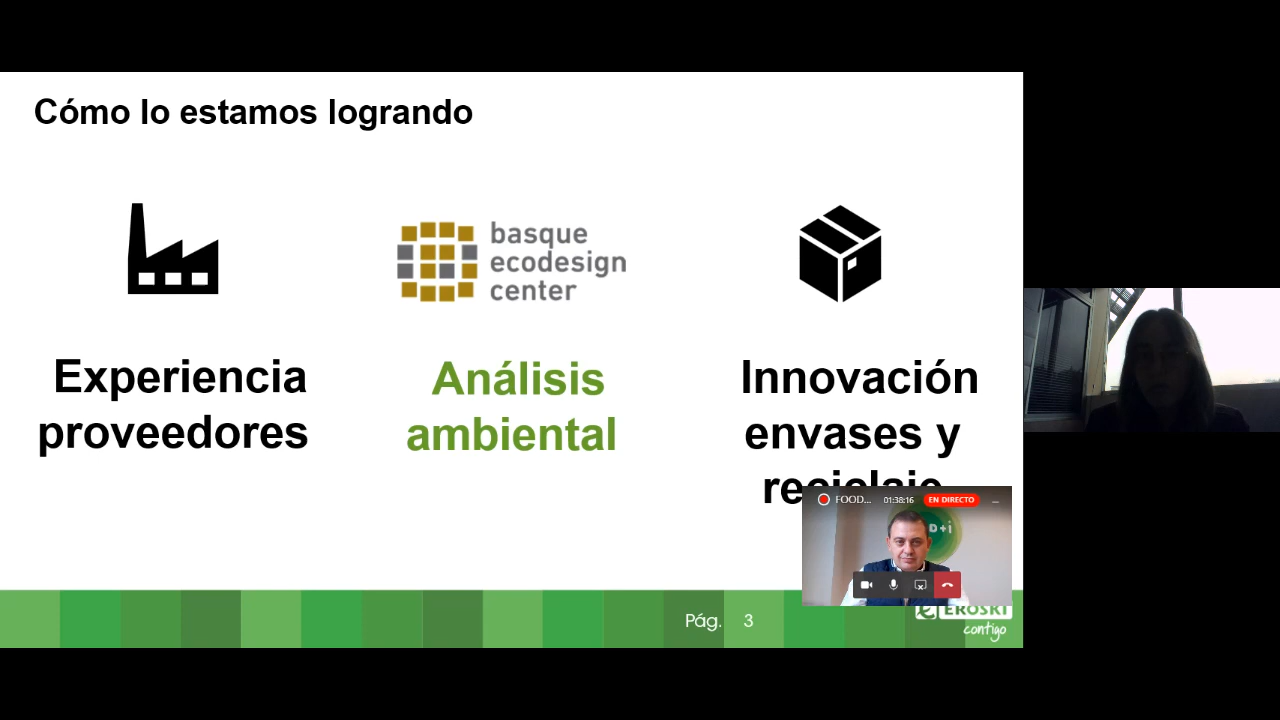 Cómo lo estamos logrando
basque
ecodesign
center
Experiencia
proveedores
Análisis
ambiental
Innovación
envases y
reciclaje
FOOD...
01:38:16
EN DIRECTO
D+i
Pág. 3
EROSKI
contigo